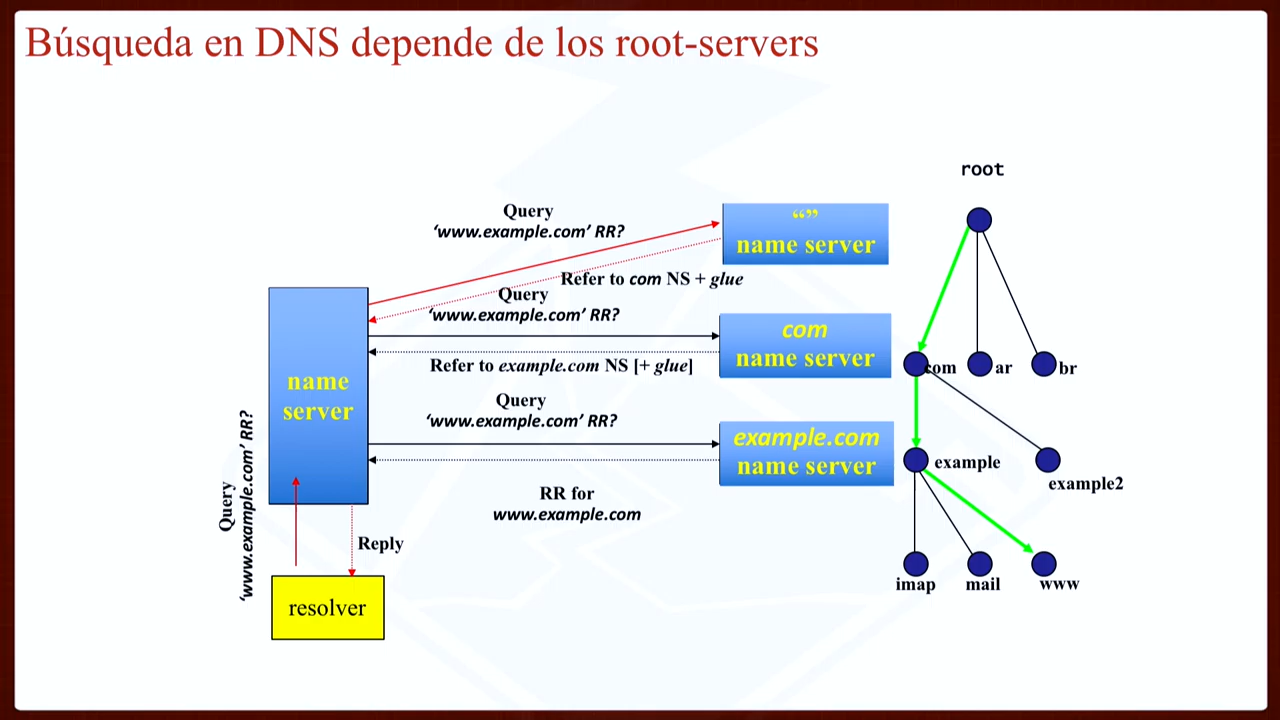 Búsqueda en DNS depende de los root-servers
root
Query
‘www.example.com’ RR?
“”
name server
Refer to com NS + glue
Query
‘www.example.com’ RR?
com
name server
Refer to example.com NS [+ glue]
name
server
Query
‘www.example.com’ RR?
example.com
name server
RR for
www.example.com
Query
‘www.example.com’ RR?
Reply
resolver
com
ar
br
example
example2
imap
mail
www